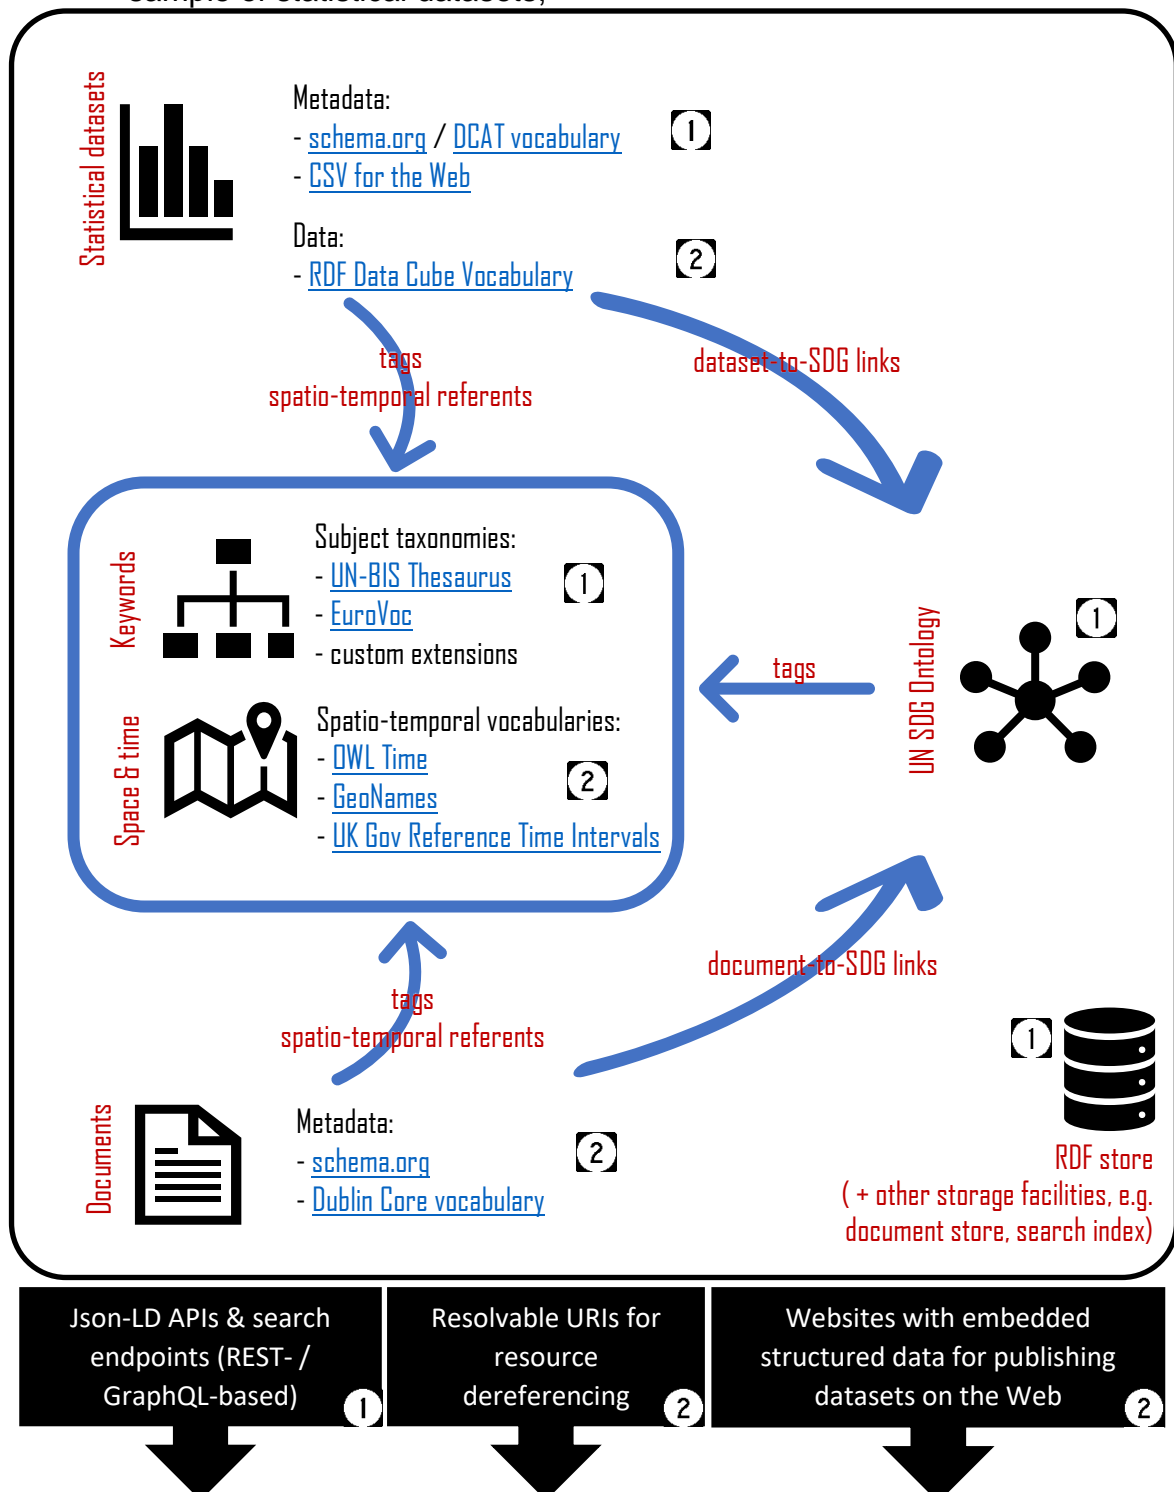 sample of statistical datasets;
Statistical datasets
Metadata:
- schema.org / DCAT vocabulary
- CSV for the Web
1
Data:
- RDF Data Cube Vocabulary
2
tags
spatio-temporal referents
dataset-to-SDG links
Keywords
Subject taxonomies:
- UN-BIS Thesaurus
- EuroVoc
- custom extensions
1
Space & time
Spatio-temporal vocabularies:
- OWL Time
- GeoNames
- UK Gov Reference Time Intervals
2
tags
UN SDG Ontology
1
document-to-SDG links
tags
spatio-temporal referents
Documents
Metadata:
- schema.org
- Dublin Core vocabulary
2
1
RDF store
( + other storage facilities, e.g.
document store, search index)
Json-LD APIs & search
endpoints (REST- /
GraphQL-based)
1
Resolvable URIs for
resource
dereferencing
2
Websites with embedded
structured data for publishing
datasets on the Web
2